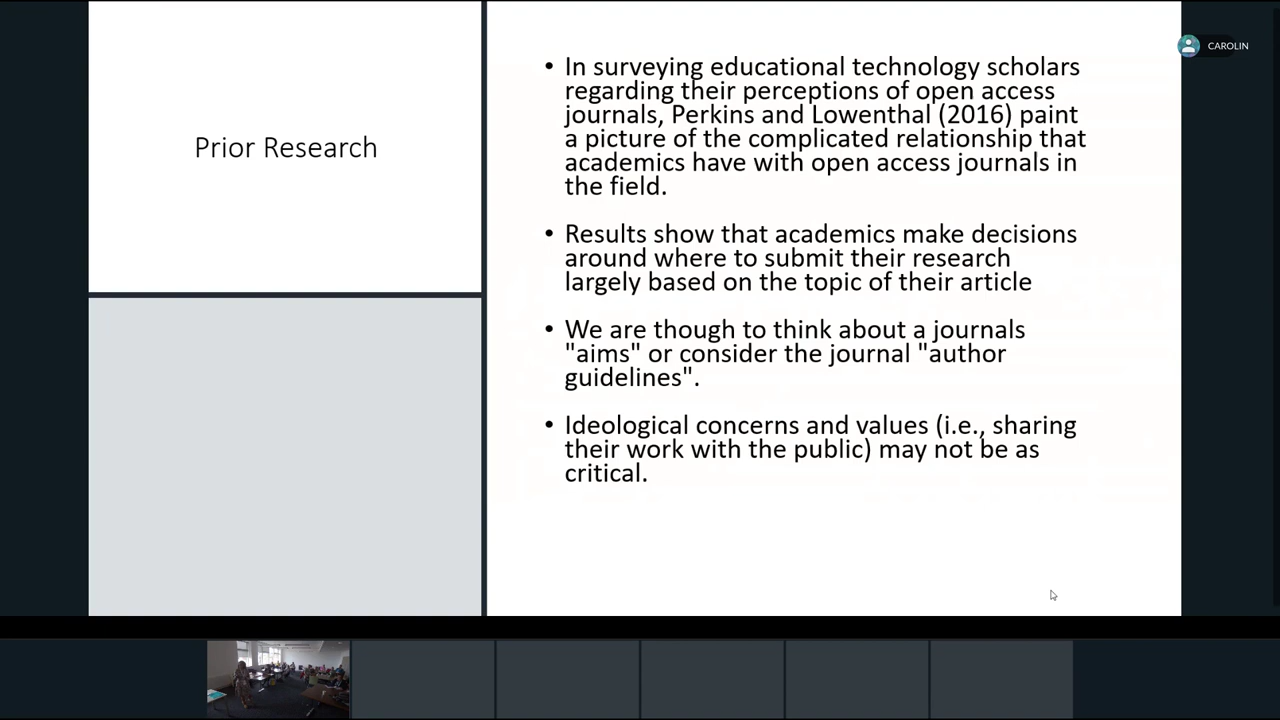 Prior Research
• In surveying educational technology scholars
regarding their perceptions of open access
journals, Perkins and Lowenthal (2016) paint
a picture of the complicated relationship that
academics have with open access journals in
the field.
• Results show that academics make decisions
around where to submit their research
largely based on the topic of their article
• We are though to think about a journals
"aims" or consider the journal "author
guidelines".
• Ideological concerns and values (i.e., sharing
their work with the public) may not be as
critical.
CAROLIN